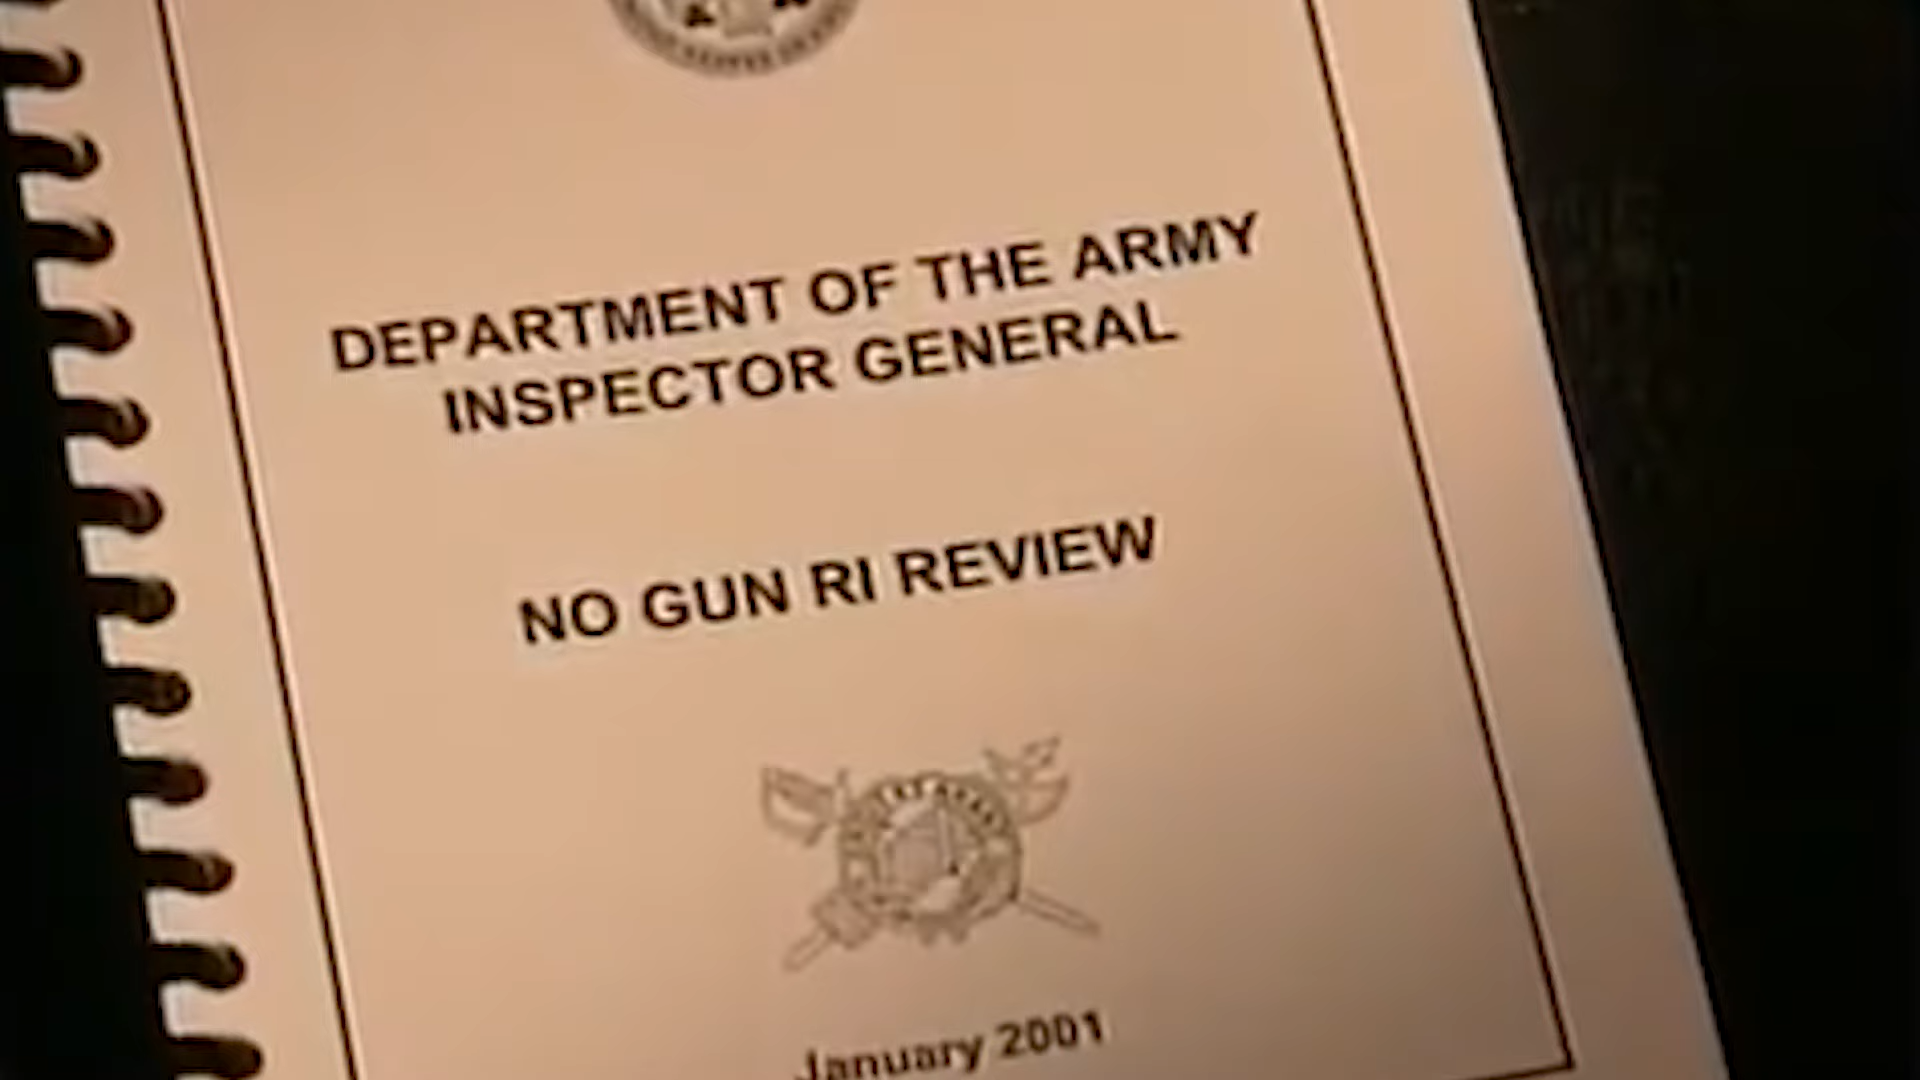 DEPARTMENT OF THE ARMY
INSPECTOR GENERAL
NO GUN RI REVIEW
January 2001